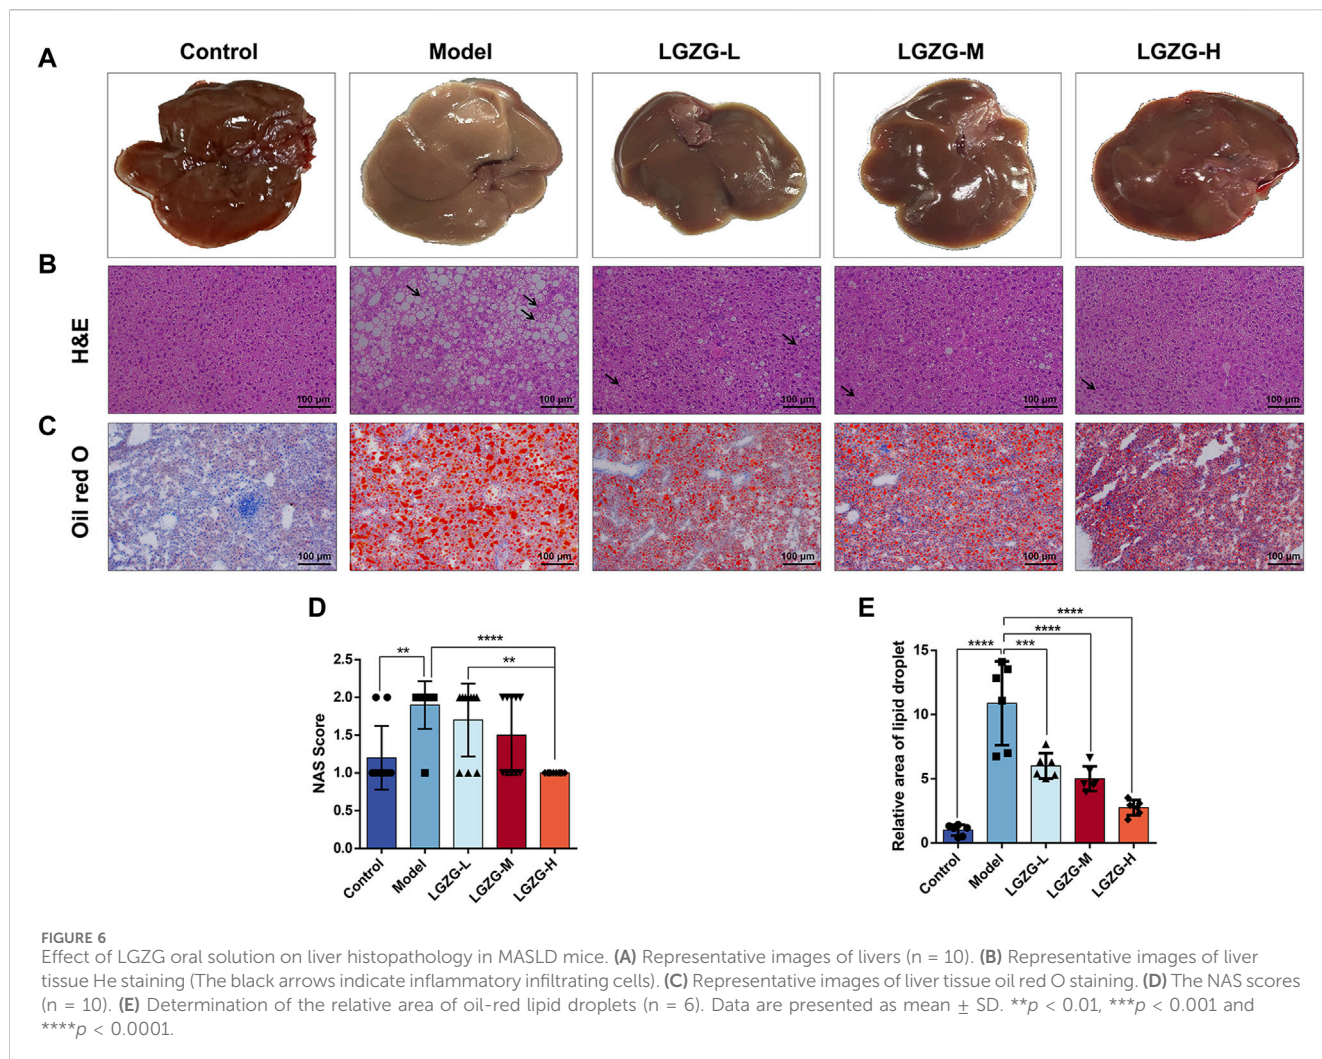 A
Control
Model
LGZG-L
LGZG-M
LGZG-H
B
H&E
100 µm
100 µm
100 µm
100 µm
100 µm
C
Oil red O
100 µm
100 µm
100 µm
100 µm
100 µm
D
****
**
**
NAS Score
2.5
2.0
1.5
1.0
0.5
0.0
Control
Model
LGZG-L
LGZG-M
LGZG-H
E
****
****
****
***
Relative area of lipid droplet
15
10
5
0
Control
Model
LGZG-L
LGZG-M
LGZG-H
FIGURE 6
Effect of LGZG oral solution on liver histopathology in MASLD mice. (A) Representative images of livers (n = 10). (B) Representative images of liver
tissue He staining (The black arrows indicate inflammatory infiltrating cells). (C) Representative images of liver tissue oil red O staining. (D) The NAS scores
(n = 10). (E) Determination of the relative area of oil-red lipid droplets (n = 6). Data are presented as mean ± SD. **p < 0.01, ***p < 0.001 and
****p < 0.0001.